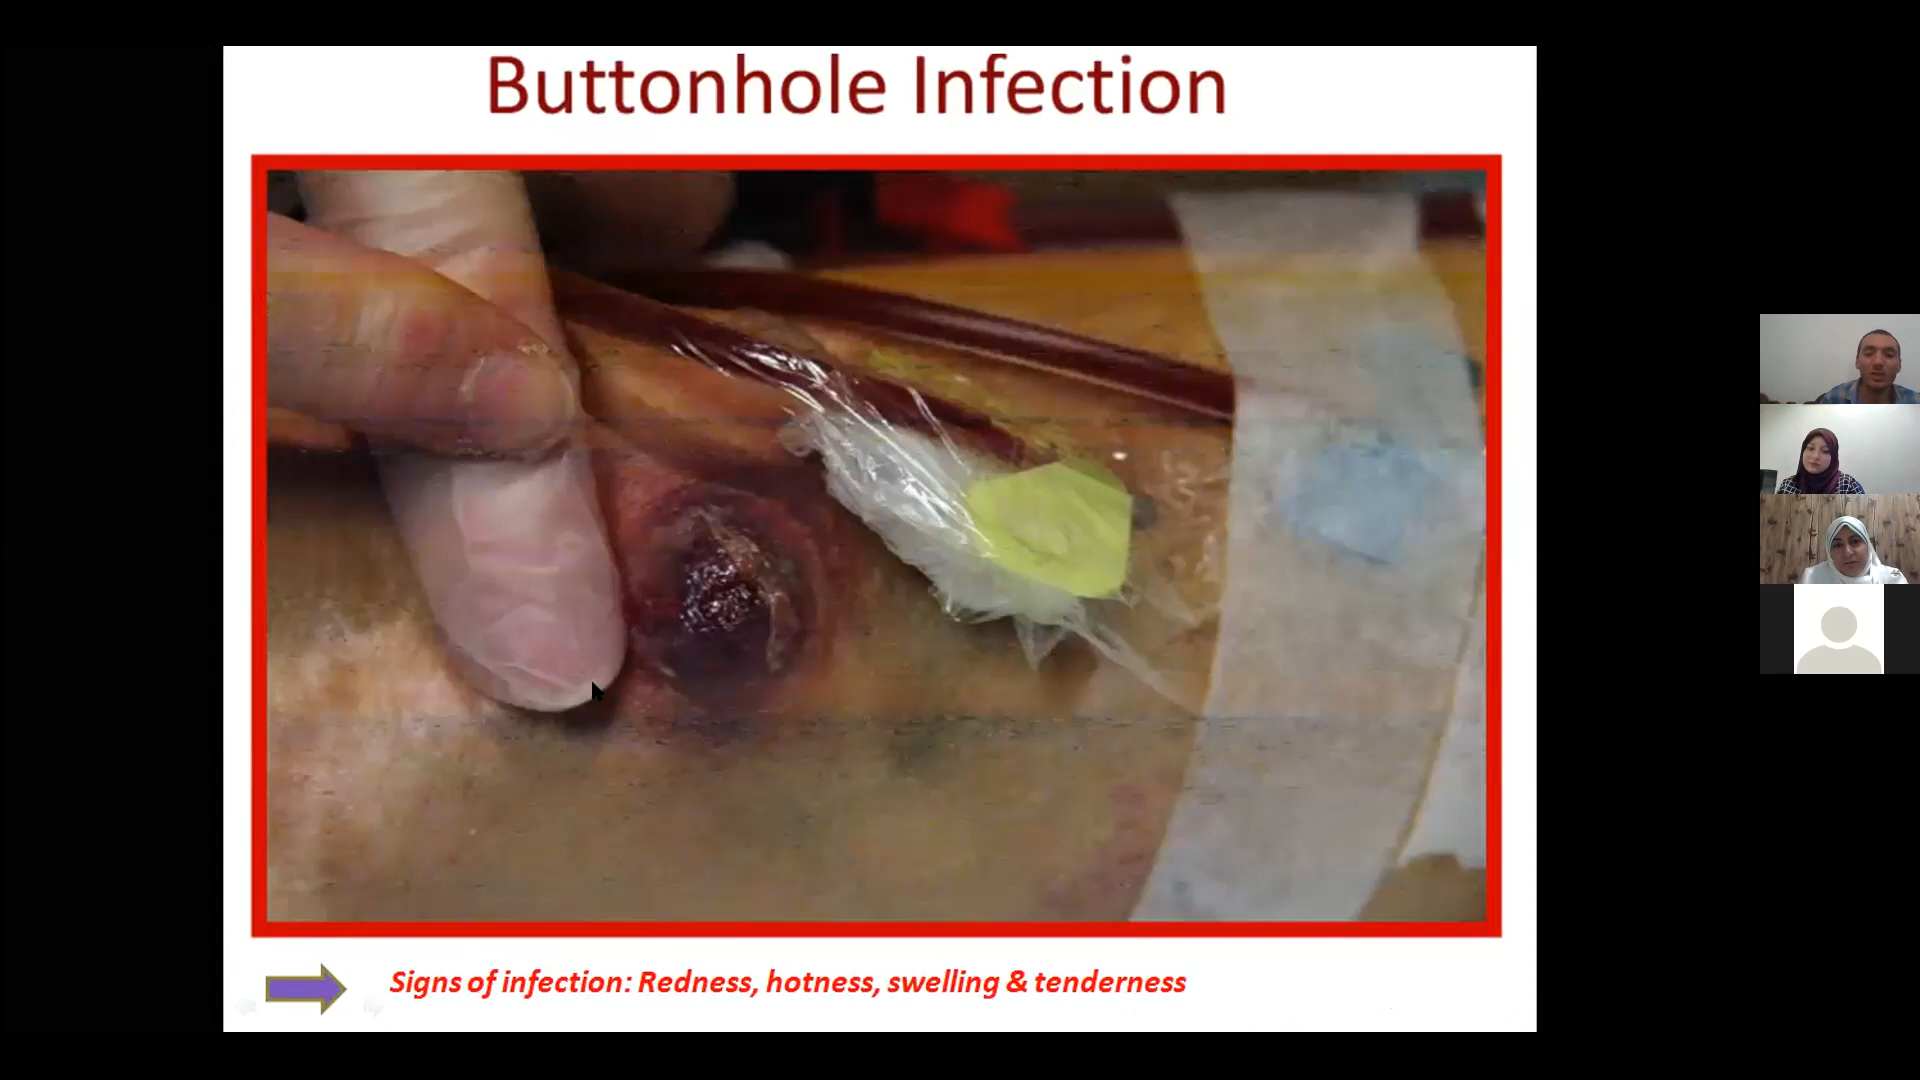 Buttonhole Infection
Signs of infection: Redness, hotness, swelling & tenderness